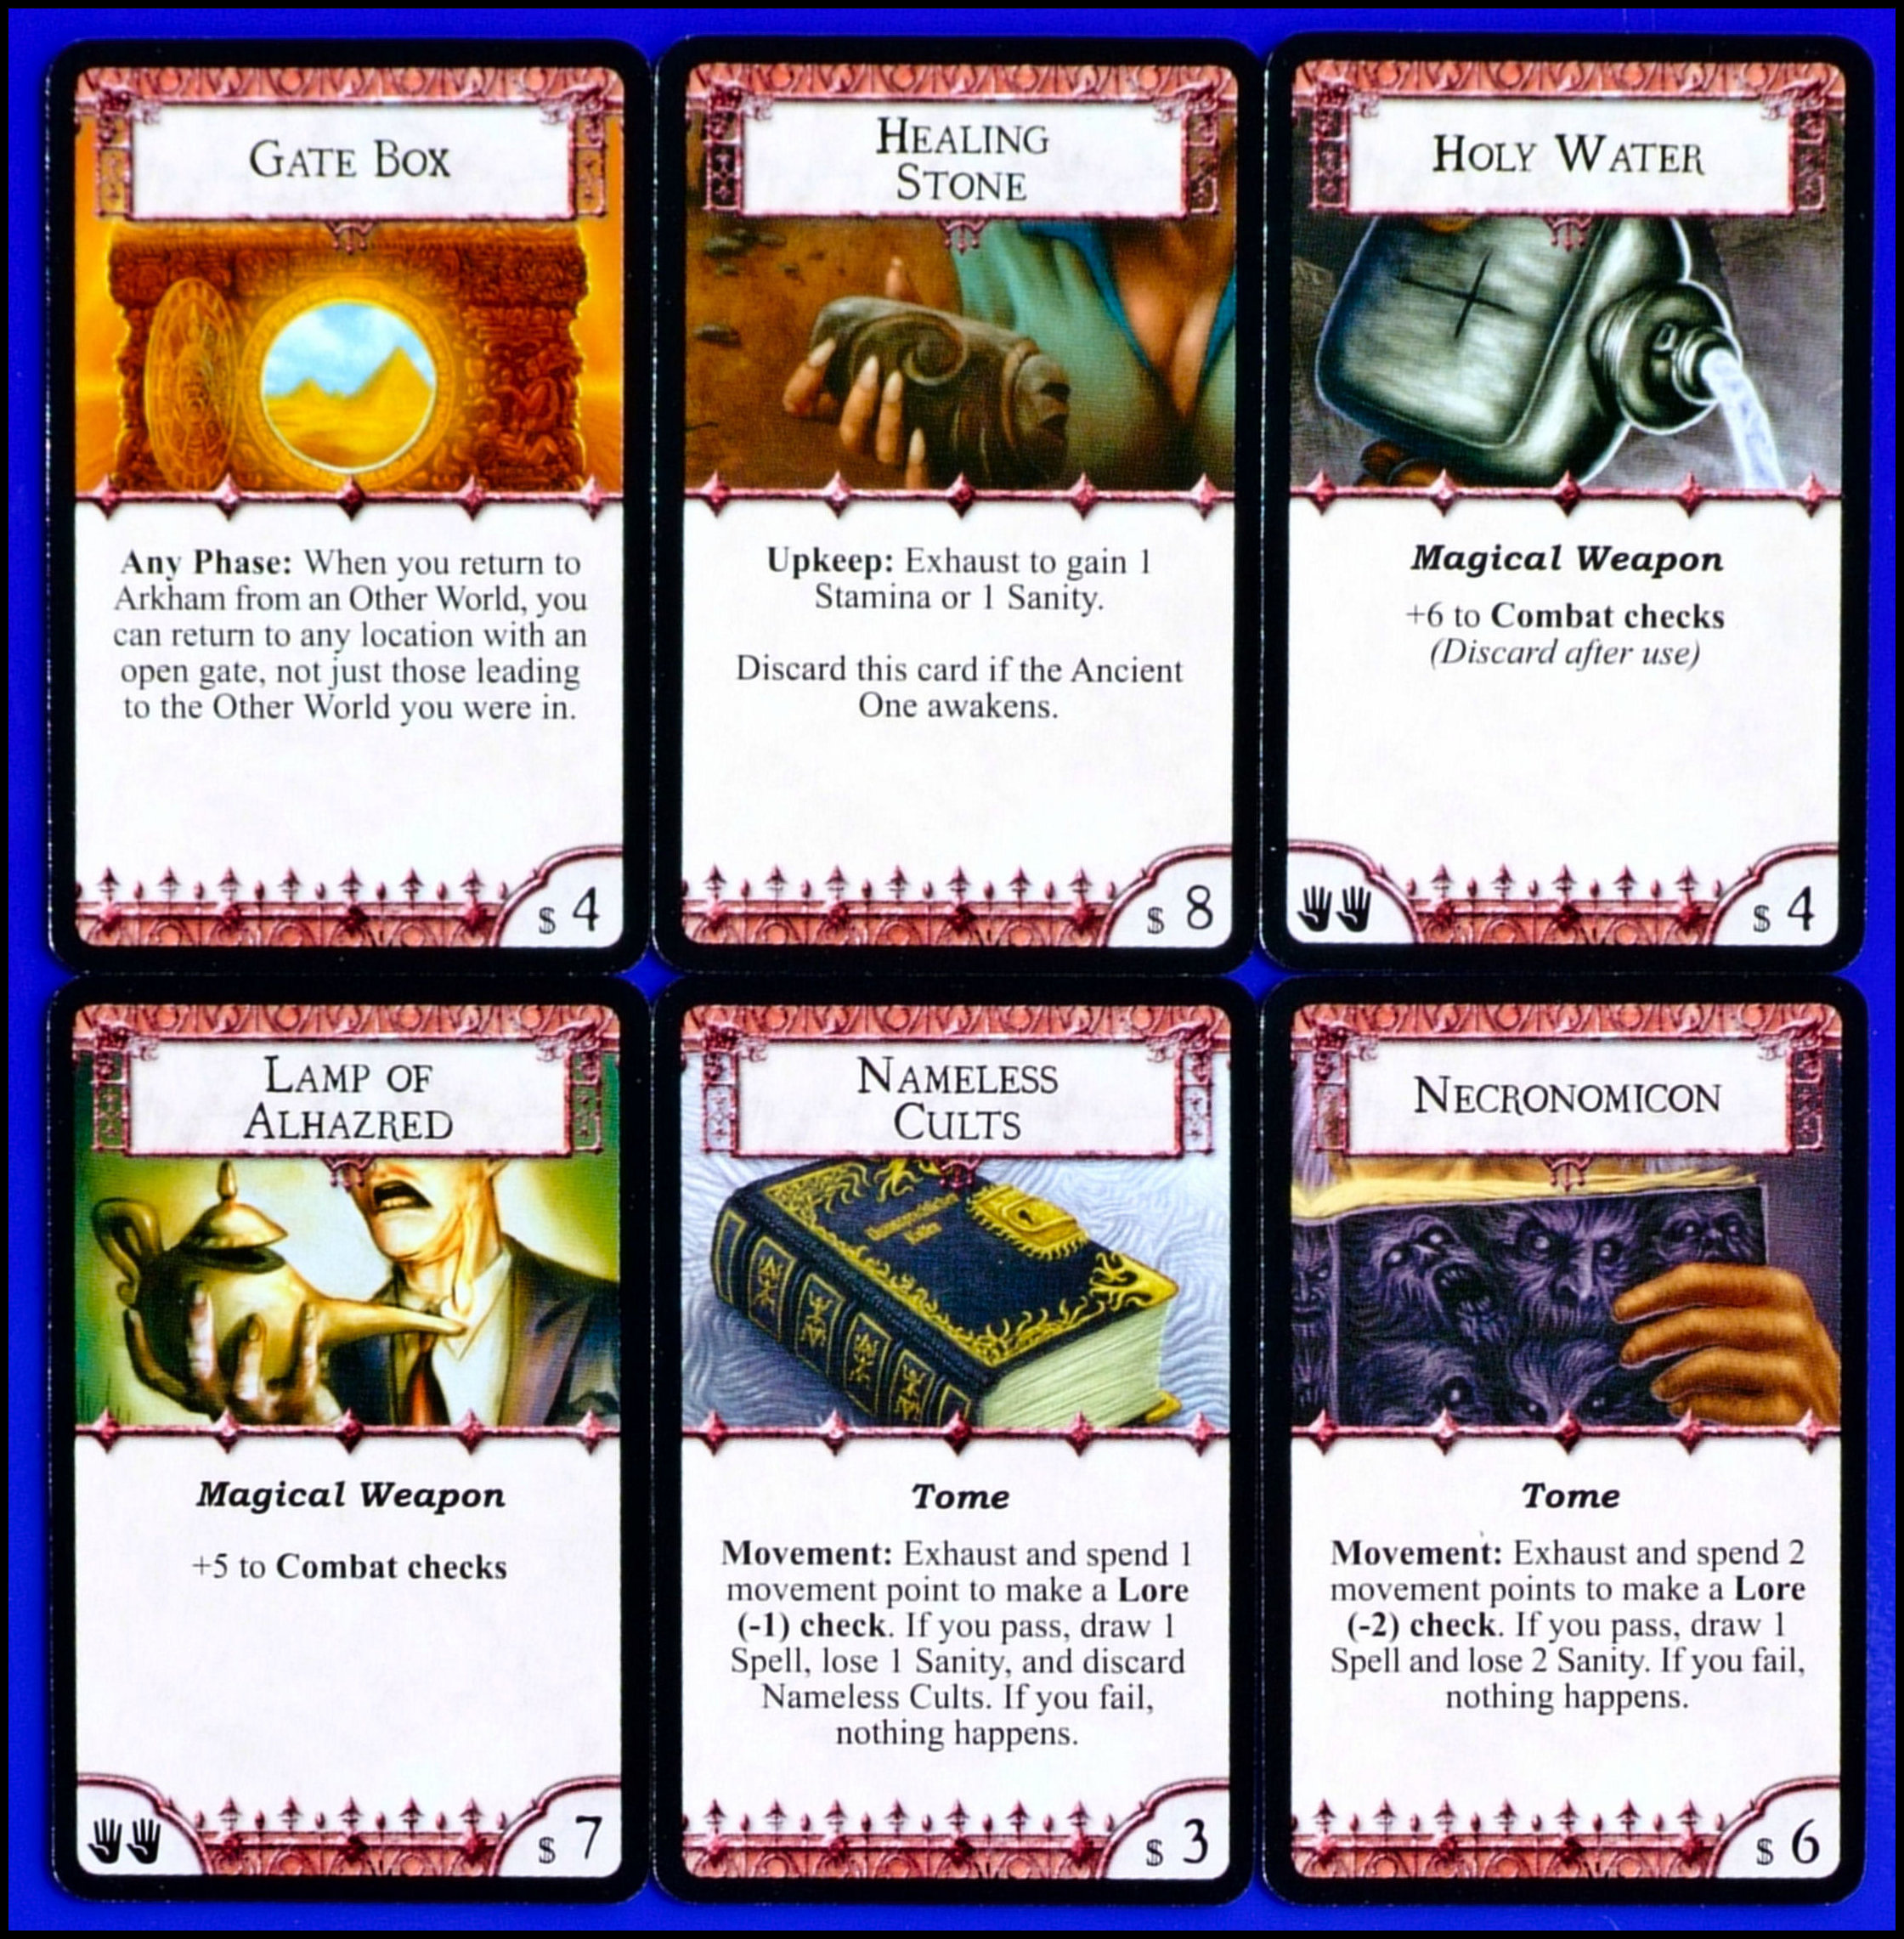 GATE BOX
Any Phase: When you return to
Arkham from an Other World, you
can return to any location with an
open gate, not just those leading
to the Other World you were in.
$ 4
HEALING
STONE
Upkeep: Exhaust to gain 1
Stamina or 1 Sanity.
Discard this card if the Ancient
One awakens.
$ 8
HOLY WATER
Magical Weapon
+6 to Combat checks
(Discard after use)
$ 4
LAMP OF
ALHAZRED
Magical Weapon
+5 to Combat checks
$ 7
NAMELESS
CULTS
Tome
Movement: Exhaust and spend 1
movement point to make a Lore
(-1) check. If you pass, draw 1
Spell, lose 1 Sanity, and discard
Nameless Cults. If you fail,
nothing happens.
$ 3
NECRONOMICON
Tome
Movement: Exhaust and spend 2
movement points to make a Lore
(-2) check. If you pass, draw 1
Spell and lose 2 Sanity. If you fail,
nothing happens.
$ 6